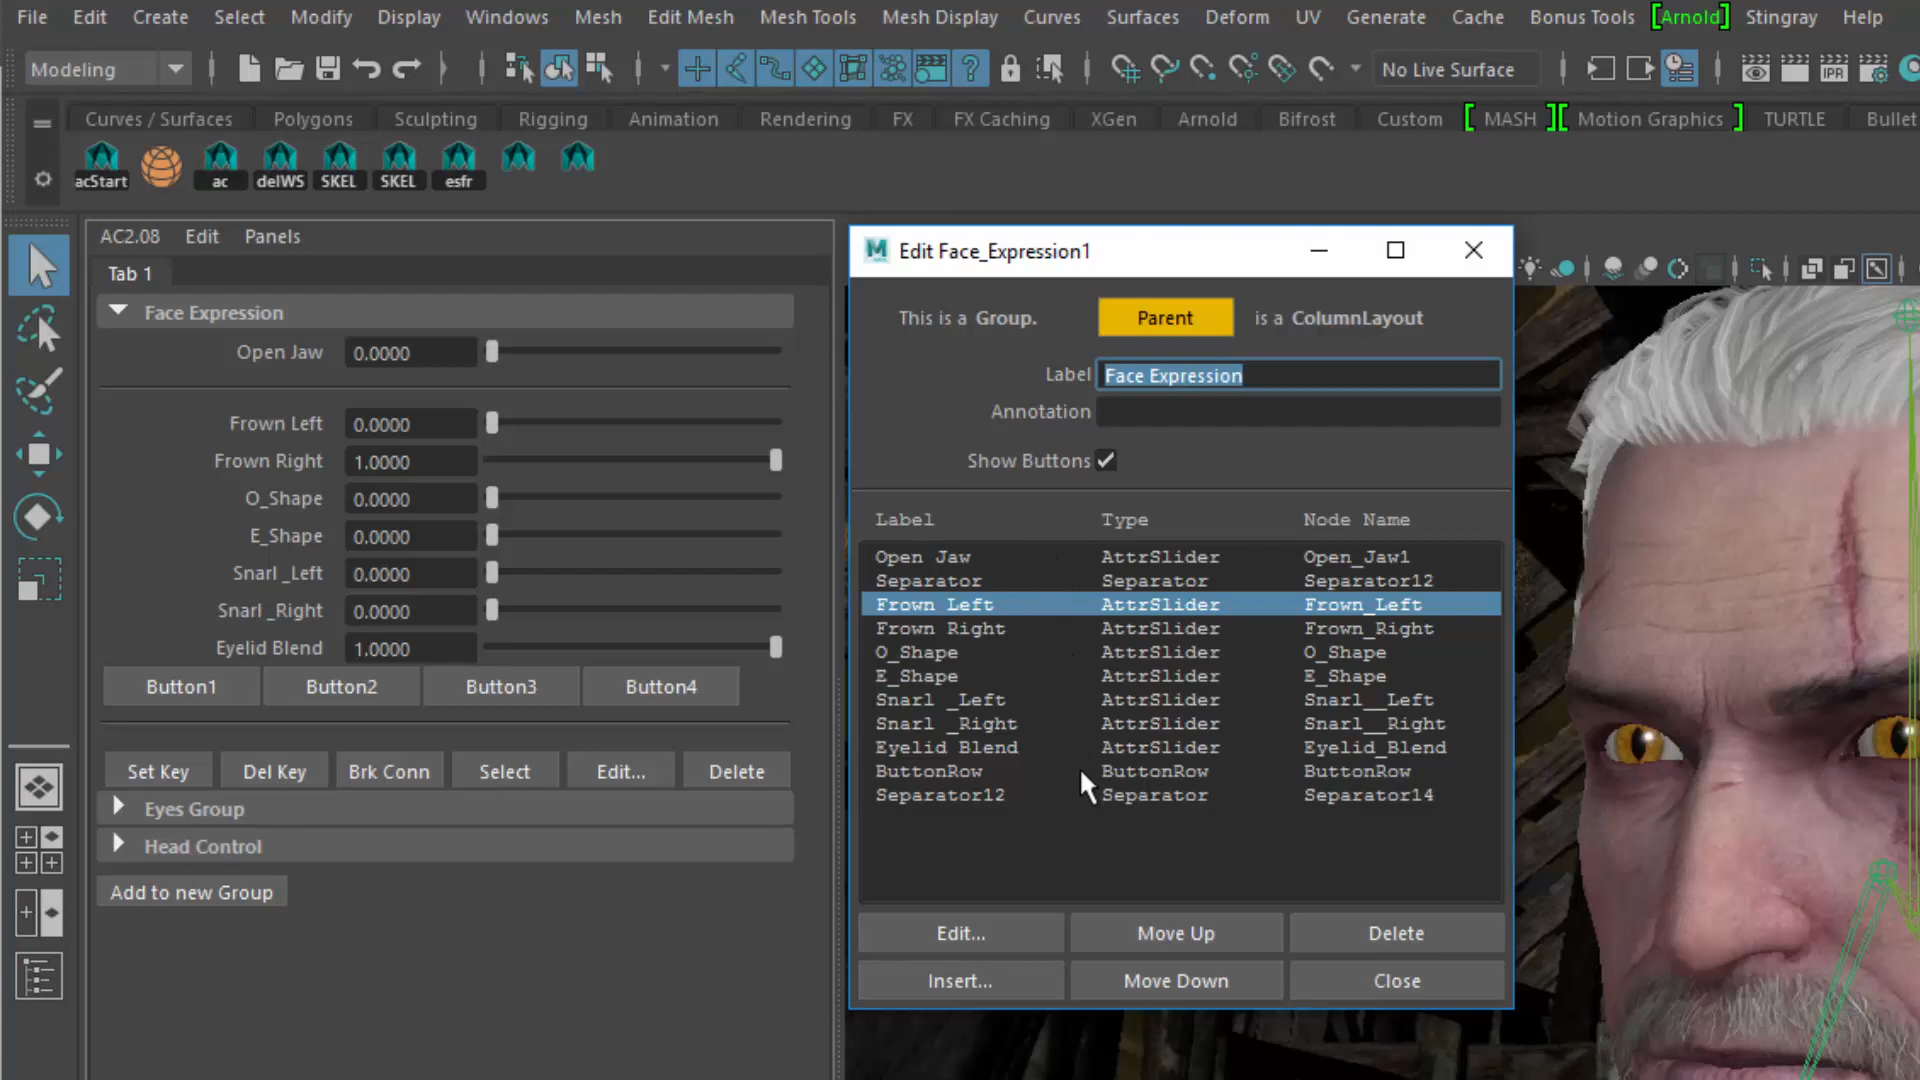 File Edit Create Select Modify Display Windows Mesh Edit Mesh Mesh Tools Mesh Display Curves Surfaces Deform UV Generate Cache Bonus Tools [Arnold] Stingray Help
Modeling No Live Surface IPR
Curves / Surfaces Polygons Sculpting Rigging Animation Rendering FX FX Caching XGen Arnold Bifrost Custom [ MASH ][ Motion Graphics ] TURTLE Bullet
acStart ac delWS SKEL SKEL esfr
AC2.08 Edit Panels
Tab 1
Face Expression
Open Jaw 0.0000
Frown Left 0.0000
Frown Right 1.0000
O_Shape 0.0000
E_Shape 0.0000
Snarl _Left 0.0000
Snarl _Right 0.0000
Eyelid Blend 1.0000
Button1 Button2 Button3 Button4
Set Key Del Key Brk Conn Select Edit... Delete
Eyes Group
Head Control
Add to new Group
Edit Face_Expression1
This is a Group. Parent is a ColumnLayout
Label Face Expression
Annotation
Show Buttons
Label Type Node Name
Open Jaw AttrSlider Open_Jaw1
Separator Separator Separator12
Frown Left AttrSlider Frown_Left
Frown Right AttrSlider Frown_Right
O_Shape AttrSlider O_Shape
E_Shape AttrSlider E_Shape
Snarl _Left AttrSlider Snarl__Left
Snarl _Right AttrSlider Snarl__Right
Eyelid Blend AttrSlider Eyelid_Blend
ButtonRow ButtonRow ButtonRow
Separator12 Separator Separator14
Edit... Move Up Delete
Insert... Move Down Close